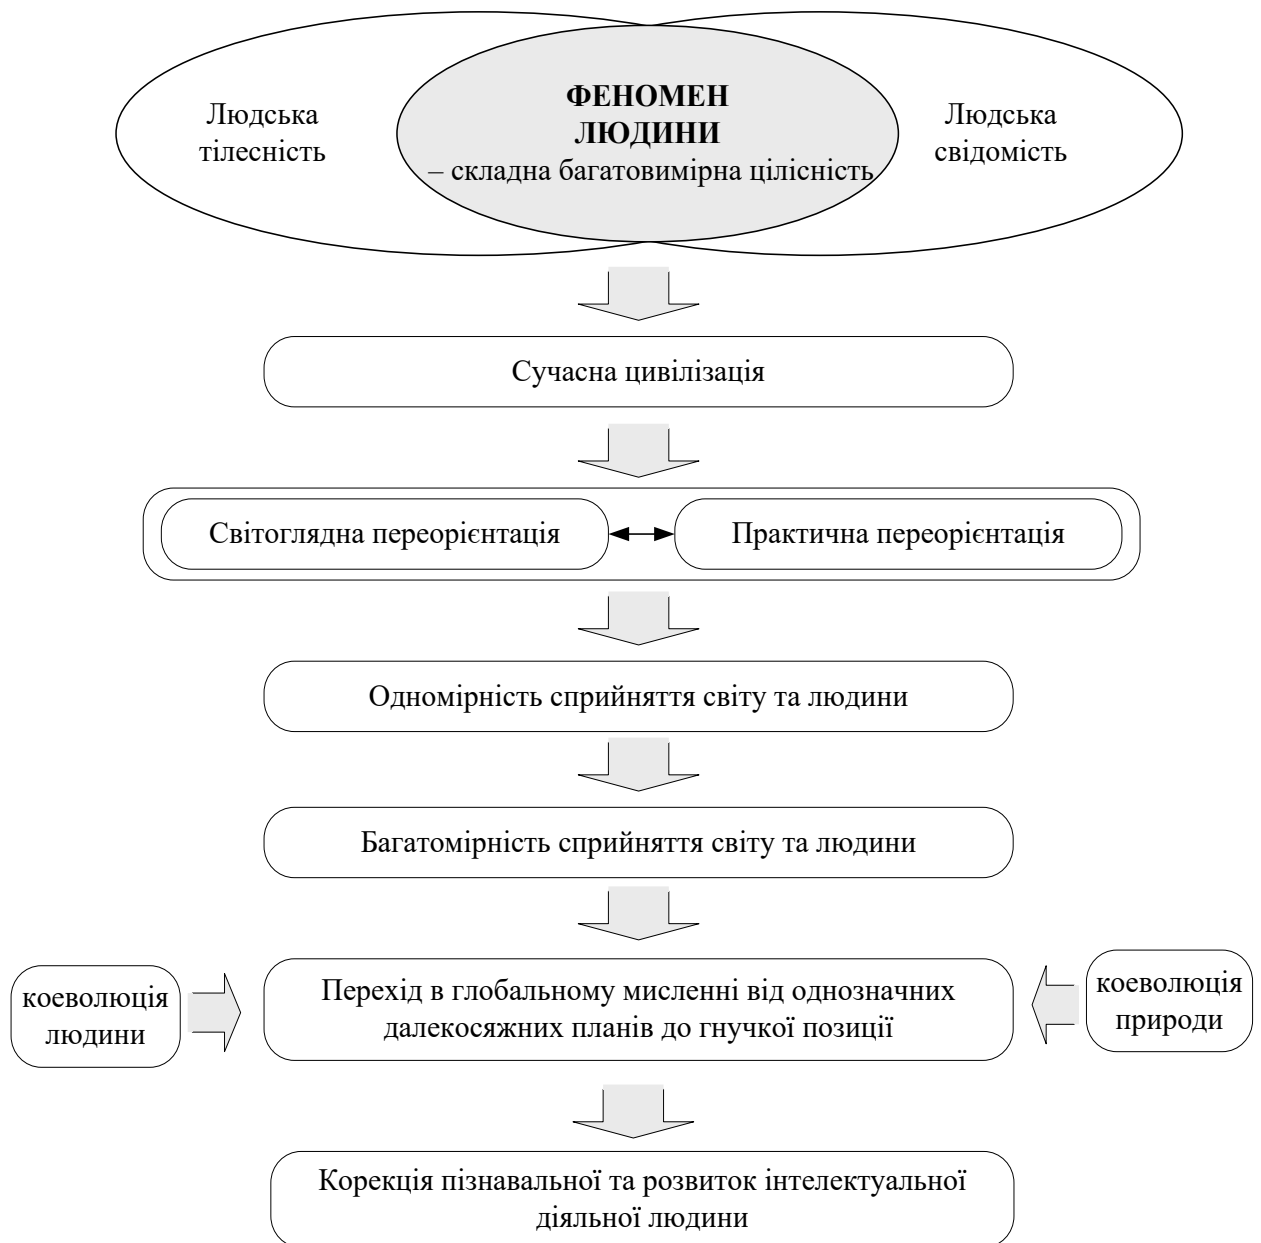 Людська
тілесність
ФЕНОМЕН
ЛЮДИНИ
– складна багатовимірна цілісність
Людська
свідомість
Сучасна цивілізація
Світоглядна переорієнтація
Практична переорієнтація
Одномірність сприйняття світу та людини
Багатомірність сприйняття світу та людини
коеволюція
людини
Перехід в глобальному мисленні від однозначних
далекосяжних планів до гнучкої позиції
коеволюція
природи
Корекція пізнавальної та розвиток інтелектуальної
діяльної людини